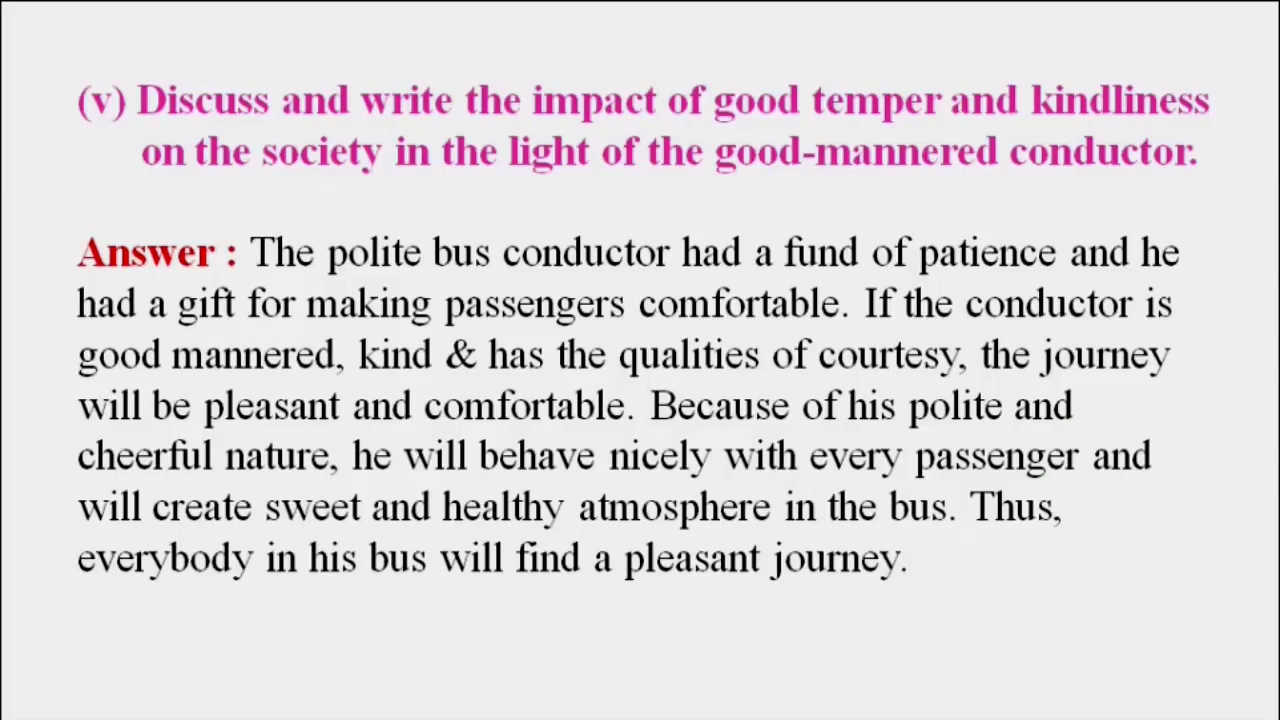 (v) Discuss and write the impact of good temper and kindliness
on the society in the light of the good-mannered conductor.
Answer : The polite bus conductor had a fund of patience and he
had a gift for making passengers comfortable. If the conductor is
good mannered, kind & has the qualities of courtesy, the journey
will be pleasant and comfortable. Because of his polite and
cheerful nature, he will behave nicely with every passenger and
will create sweet and healthy atmosphere in the bus. Thus,
everybody in his bus will find a pleasant journey.